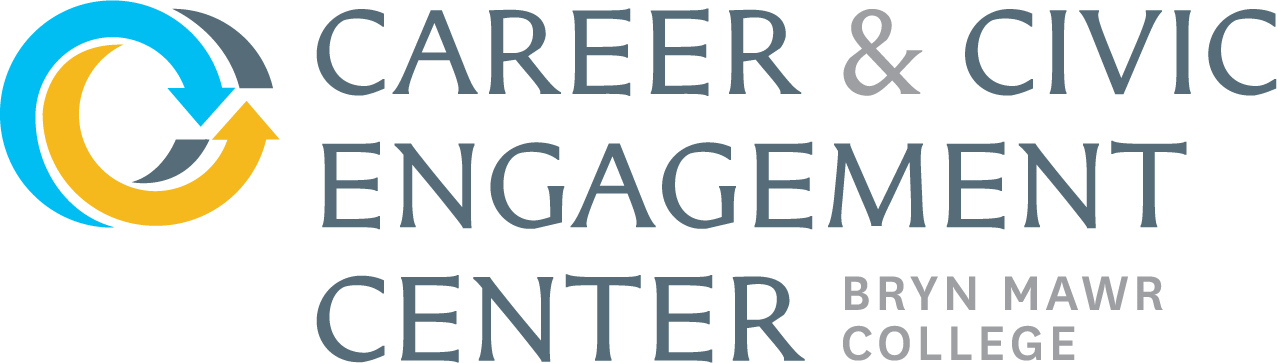 CAREER & CIVIC
ENGAGEMENT
CENTER
BRYN MAWR
COLLEGE